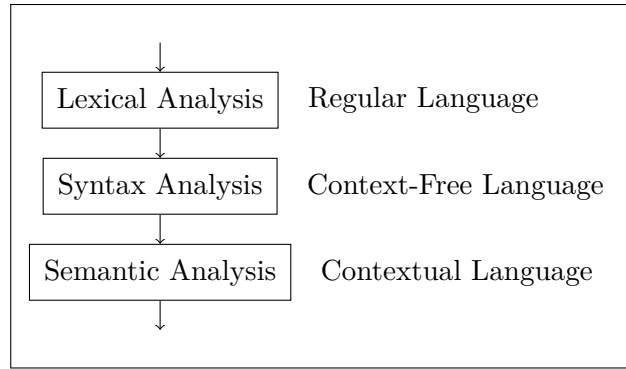 Lexical Analysis Regular Language
Syntax Analysis Context-Free Language
Semantic Analysis Contextual Language